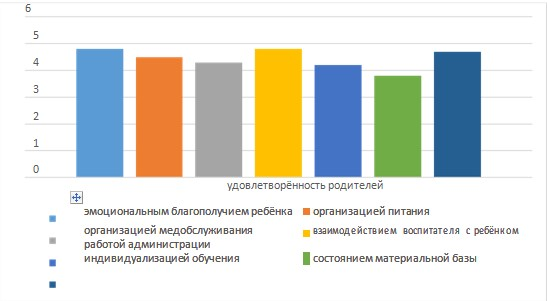 6
5
4
3
2
1
0
удовлетворённость родителей
эмоциональным благополучием ребёнка
организацией питания
организацией медобслуживания
взаимодействием воспитателя с ребёнком
работой администрации
индивидуализацией обучения
состоянием материальной базы